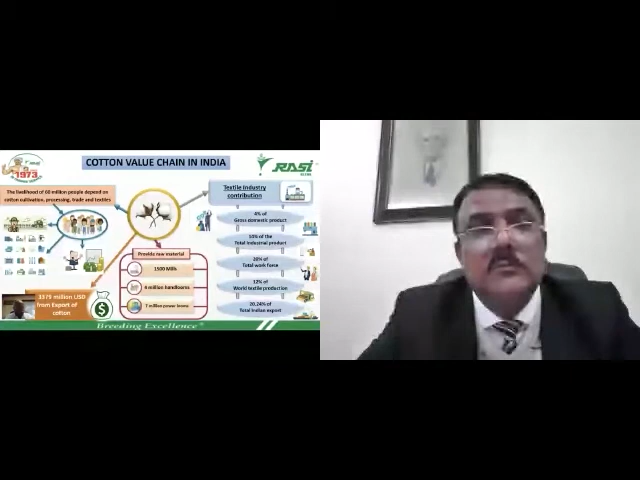 1973
COTTON VALUE CHAIN IN INDIA
RASI
SEEDS
The livelihood of 60 million people depend on
cotton cultivation, processing, trade and textiles
Textile Industry
contribution
4% of
Gross domestic product
14% of the
Total industrial product
20% of
Total work force
12% of
World textile production
20.24% of
Total Indian export
Provide raw material
1500 Mills
4 million handlooms
7 million power looms
3379 million USD
from Export of
cotton
Breeding Excellence